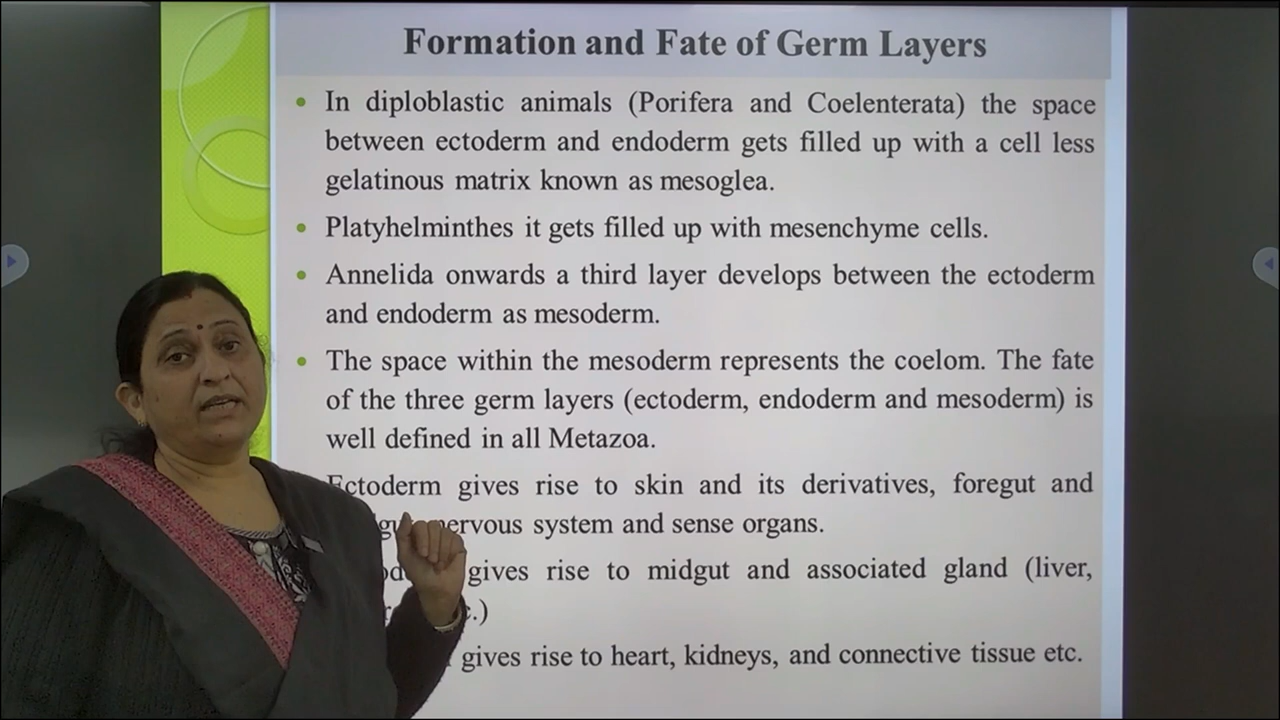 Formation and Fate of Germ Layers
In diploblastic animals (Porifera and Coelenterata) the space
between ectoderm and endoderm gets filled up with a cell less
gelatinous matrix known as mesoglea.
Platyhelminthes it gets filled up with mesenchyme cells.
Annelida onwards a third layer develops between the ectoderm
and endoderm as mesoderm.
The space within the mesoderm represents the coelom. The fate
of the three germ layers (ectoderm, endoderm and mesoderm) is
well defined in all Metazoa.
Ectoderm gives rise to skin and its derivatives, foregut and
nervous system and sense organs.
gives rise to midgut and associated gland (liver,
.)
gives rise to heart, kidneys, and connective tissue etc.